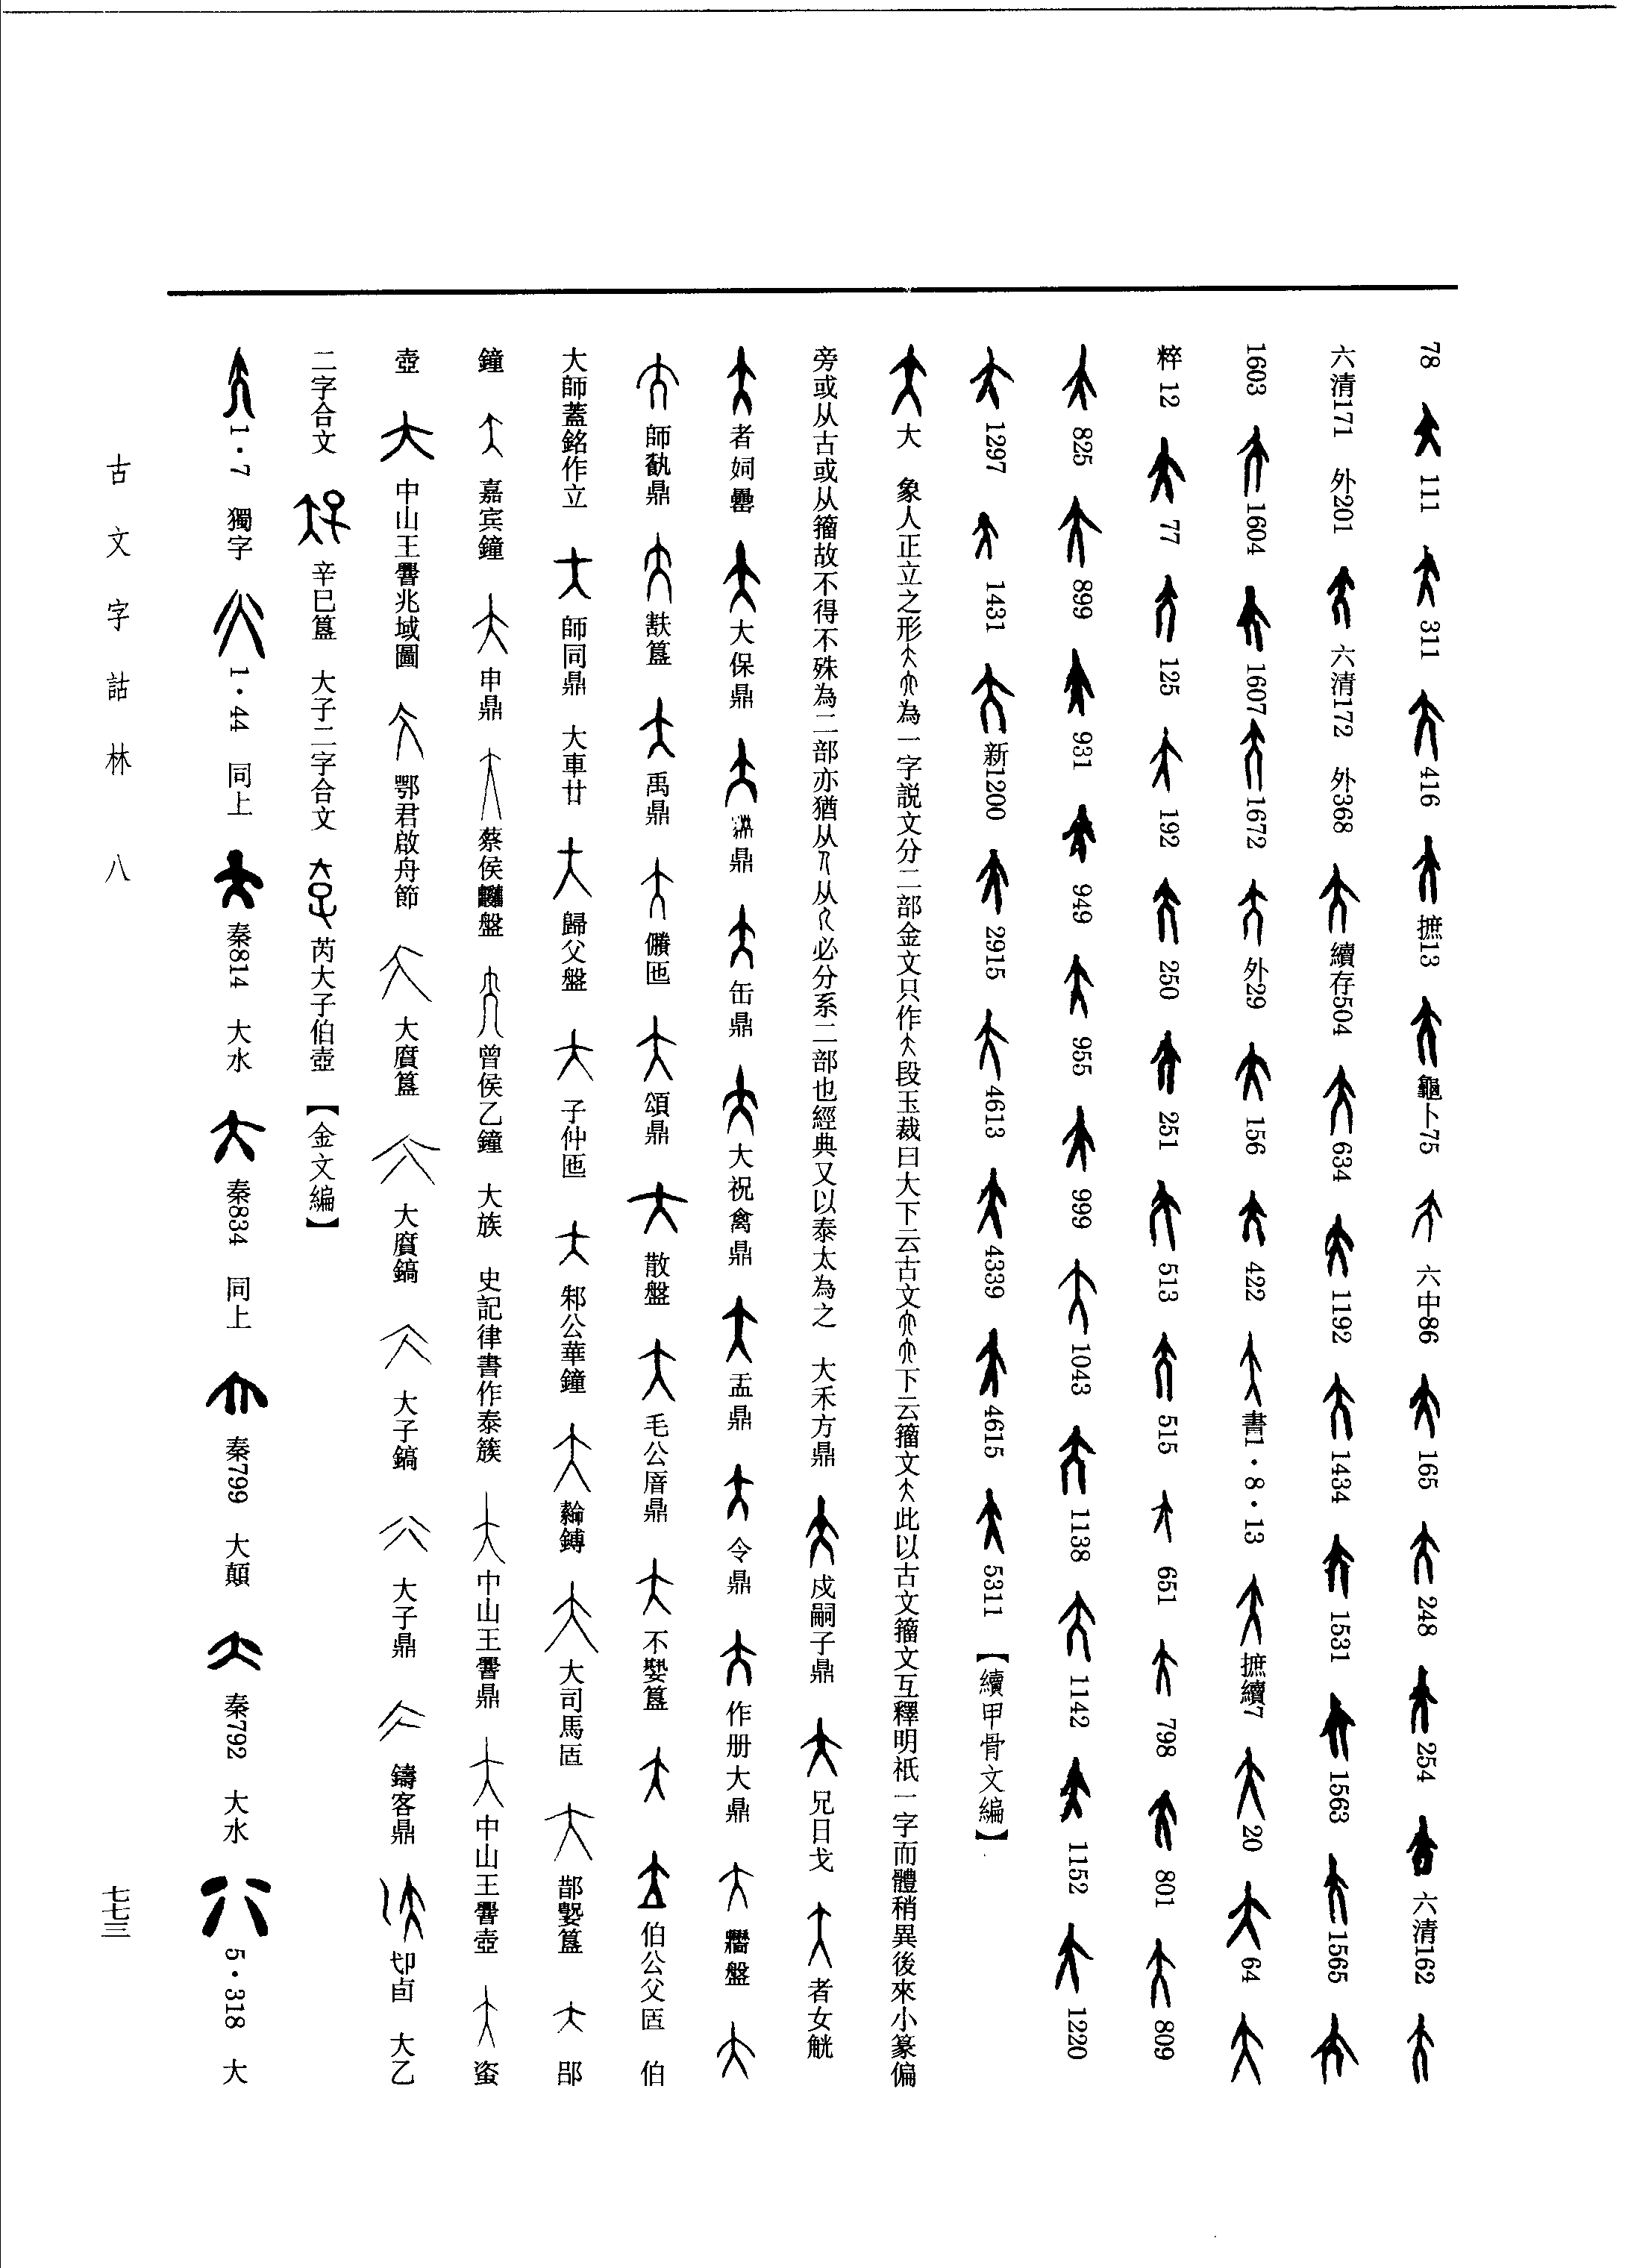 78 111 311 416 摭13 龜卜75 六中86 165 248 254 六清162
六清171 外201 六清172 外368 續存504 634 1192 1434 1531 1563 1565
1603 1604 1607 1672 外29 156 422 書1·8·13 摭續7 20 64
粹12 77 125 192 250 251 513 515 651 798 801 809
825 899 931 949 955 999 1043 1138 1142 1152 1220
1297 1431 新1200 2915 4613 4339 4615 5311 【續甲骨文編】
大 象人正立之形大為一字説文分二部金文只作大段玉裁曰大下云古文下云籀文大此以古文籀文互釋明祇一字而體稍異後來小篆偏
旁或从古或从籀故不得不殊為二部亦猶从从必分系二部也經典又以泰太為之 大禾方鼎 戍嗣子鼎 兄日戈 者女觥
者姛罍 大保鼎 鼎 缶鼎 大祝禽鼎 盂鼎 令鼎 作册大鼎 盤
師𩛥鼎 㝬簋 禹鼎 匜 頌鼎 散盤 毛公厝鼎 不𡢁簋 伯公父𠤳 伯
大師蓋銘作立 師同鼎 大車廿 歸父盤 子仲匜 邾公華鐘 鎛 大司馬𠤳 簋 郘
鐘 嘉宾鐘 申鼎 蔡侯盤 曾侯乙鐘 大族 史記律書作泰簇 中山王𰯼鼎 中山王𰯼壺 𧊒
壺 中山王𰯼兆域圖 鄂君啟舟節 大𧶜簋 大𧶜鎬 大子鎬 大子鼎 鑄客鼎 卣 大乙
二字合文 辛巳簋 大子二字合文 芮大子伯壺 【金文編】
1·7 獨字 1·44 同上 秦814 大水 秦834 同上 秦799 大顛 秦792 大水 5·318 大
古文字詁林 八
七七三